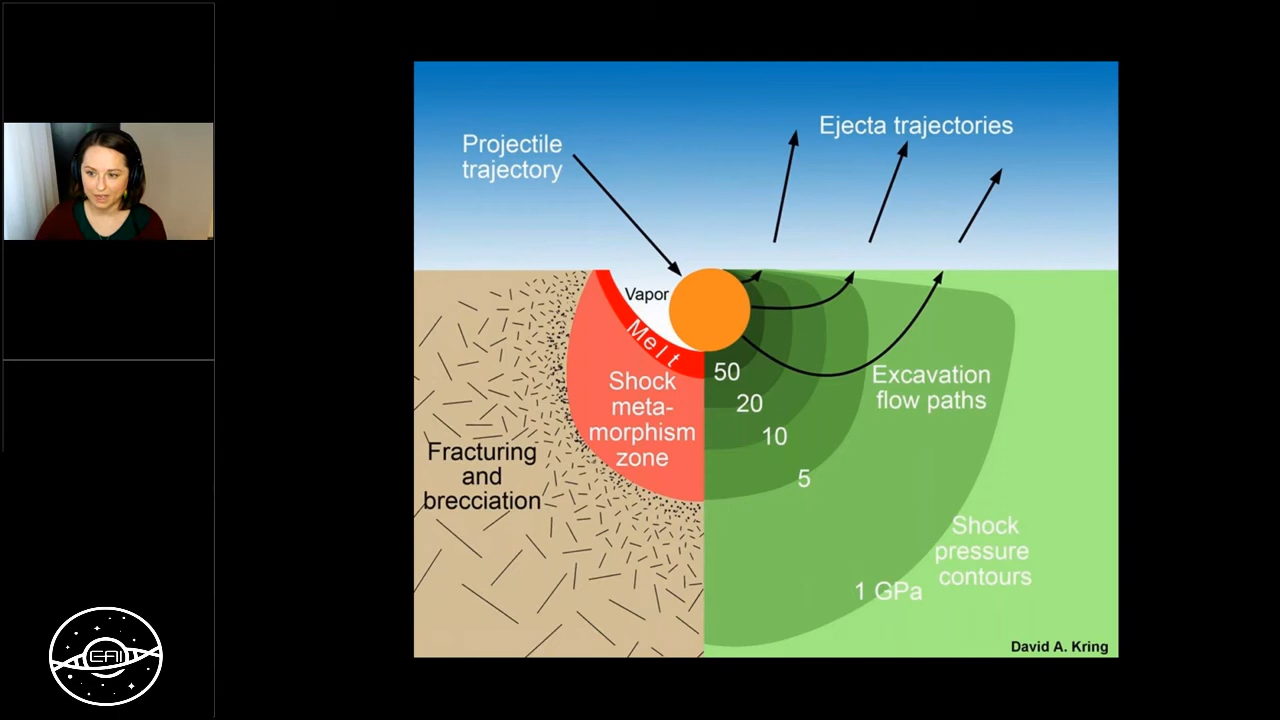 Projectile
trajectory
Ejecta trajectories
Vapor
Melt
Shock
meta-
morphism
zone
Fracturing
and
brecciation
50
20
10
5
1 GPa
Excavation
flow paths
Shock
pressure
contours
David A. Kring
EAI